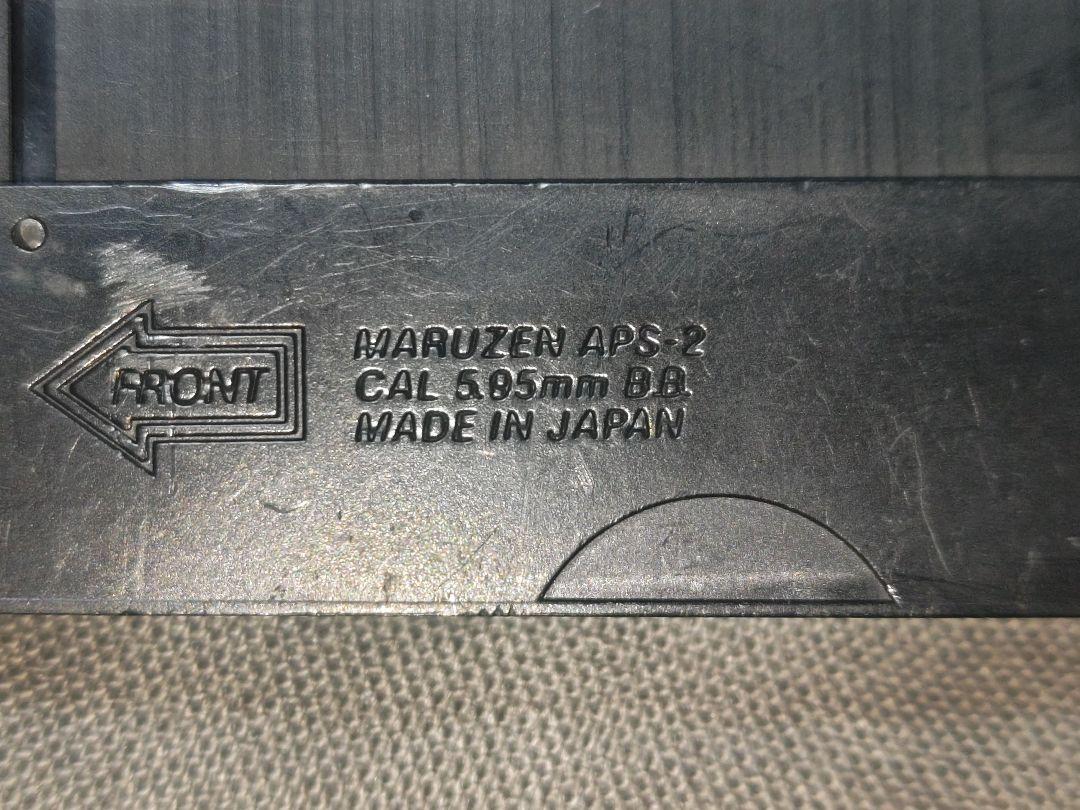 FRONT
MARUZEN APS-2
CAL 5.95mm B.B.
MADE IN JAPAN